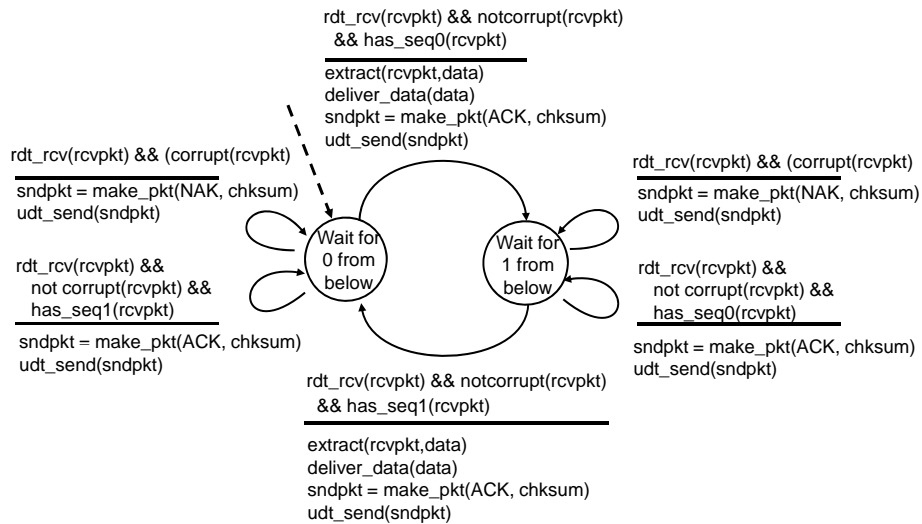 rdt_rcv(rcvpkt) && notcorrupt(rcvpkt)
&& has_seq0(rcvpkt)
extract(rcvpkt,data)
deliver_data(data)
sndpkt = make_pkt(ACK, chksum)
udt_send(sndpkt)
rdt_rcv(rcvpkt) && (corrupt(rcvpkt)
sndpkt = make_pkt(NAK, chksum)
udt_send(sndpkt)
rdt_rcv(rcvpkt) &&
not corrupt(rcvpkt) &&
has_seq1(rcvpkt)
sndpkt = make_pkt(ACK, chksum)
udt_send(sndpkt)
Wait for
0 from
below
Wait for
1 from
below
rdt_rcv(rcvpkt) && (corrupt(rcvpkt)
sndpkt = make_pkt(NAK, chksum)
udt_send(sndpkt)
rdt_rcv(rcvpkt) &&
not corrupt(rcvpkt) &&
has_seq0(rcvpkt)
sndpkt = make_pkt(ACK, chksum)
udt_send(sndpkt)
rdt_rcv(rcvpkt) && notcorrupt(rcvpkt)
&& has_seq1(rcvpkt)
extract(rcvpkt,data)
deliver_data(data)
sndpkt = make_pkt(ACK, chksum)
udt_send(sndpkt)